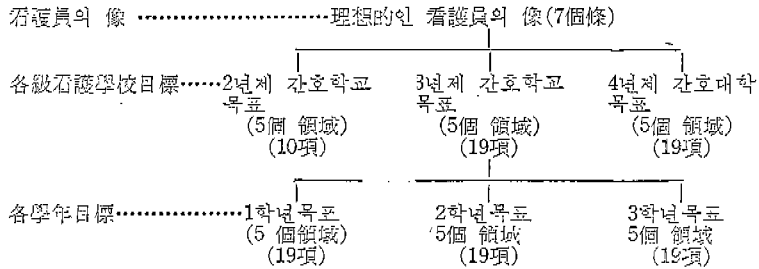 看護員의 像 ·················理想的인 看護員의 像(7個條)
各級看護學校目標······2년제 간호학교 3년제 간호학교 4년제 간호대학
목표 목표 목표
(5個 領域) (5個 領域) (5個 領域)
(10項) (19項) (19項)
各學年目標················1학년목표 2학년목표 3학년목표
(5 個領域) 5個 領域 5個 領域
(19項) (19項) (19項)